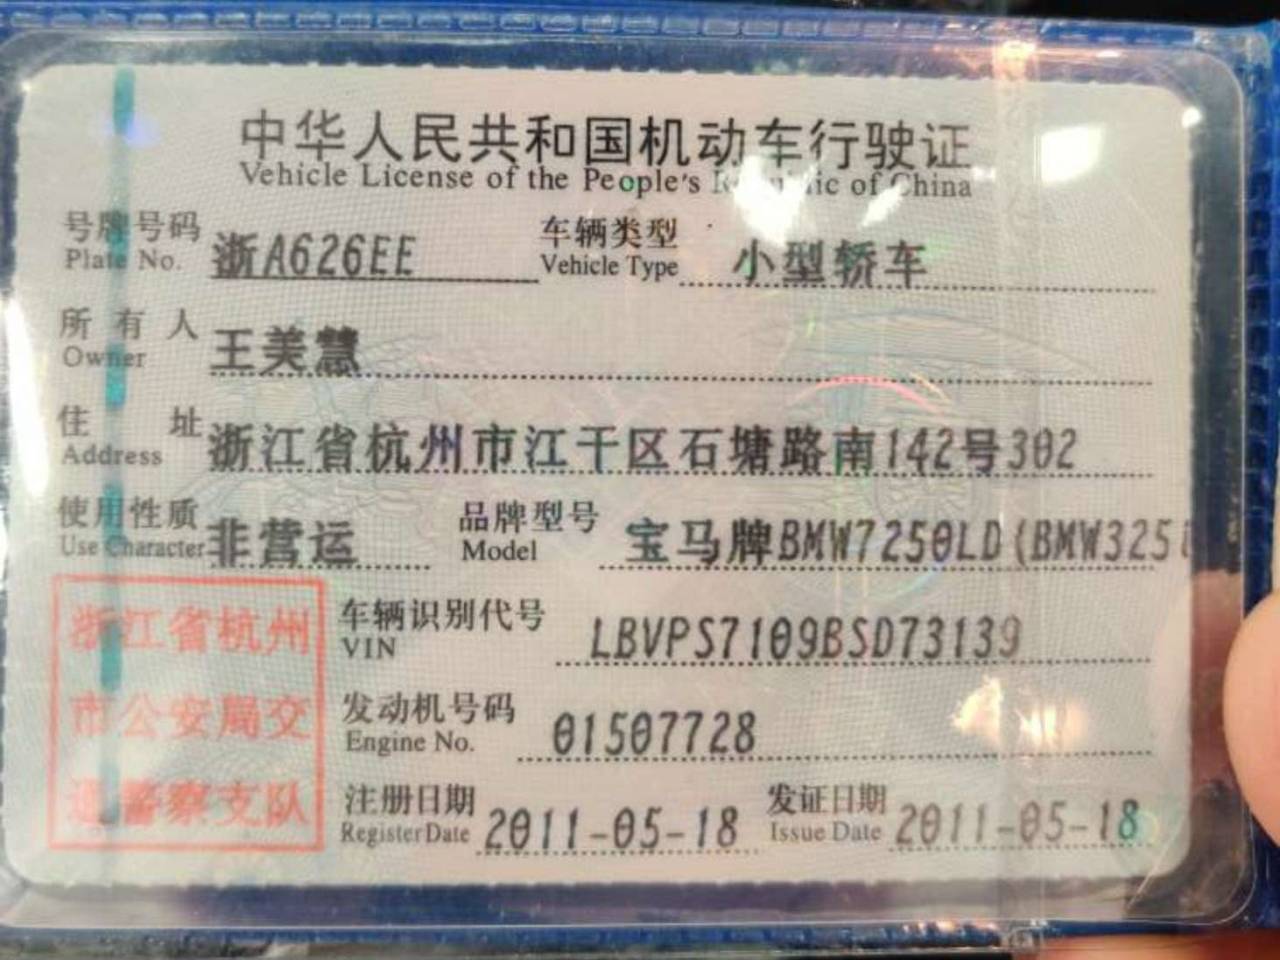 中华人民共和国机动车行驶证
Vehicle License of the People's Republic of China
号牌号码 浙A626EE 车辆类型 小型轿车
Plate No. Vehicle Type
所有人 王美慧
Owner
住址 浙江省杭州市江干区石塘路南142号302
Address
使用性质 非营运 品牌型号 宝马牌BMW7250LD(BMW325
Use Character Model
浙江省杭州
市公安局交
通警察支队
车辆识别代号 LBVPS7109BSD73139
VIN
发动机号码 01507728
Engine No.
注册日期 2011-05-18 发证日期 2011-05-18
Register Date Issue Date